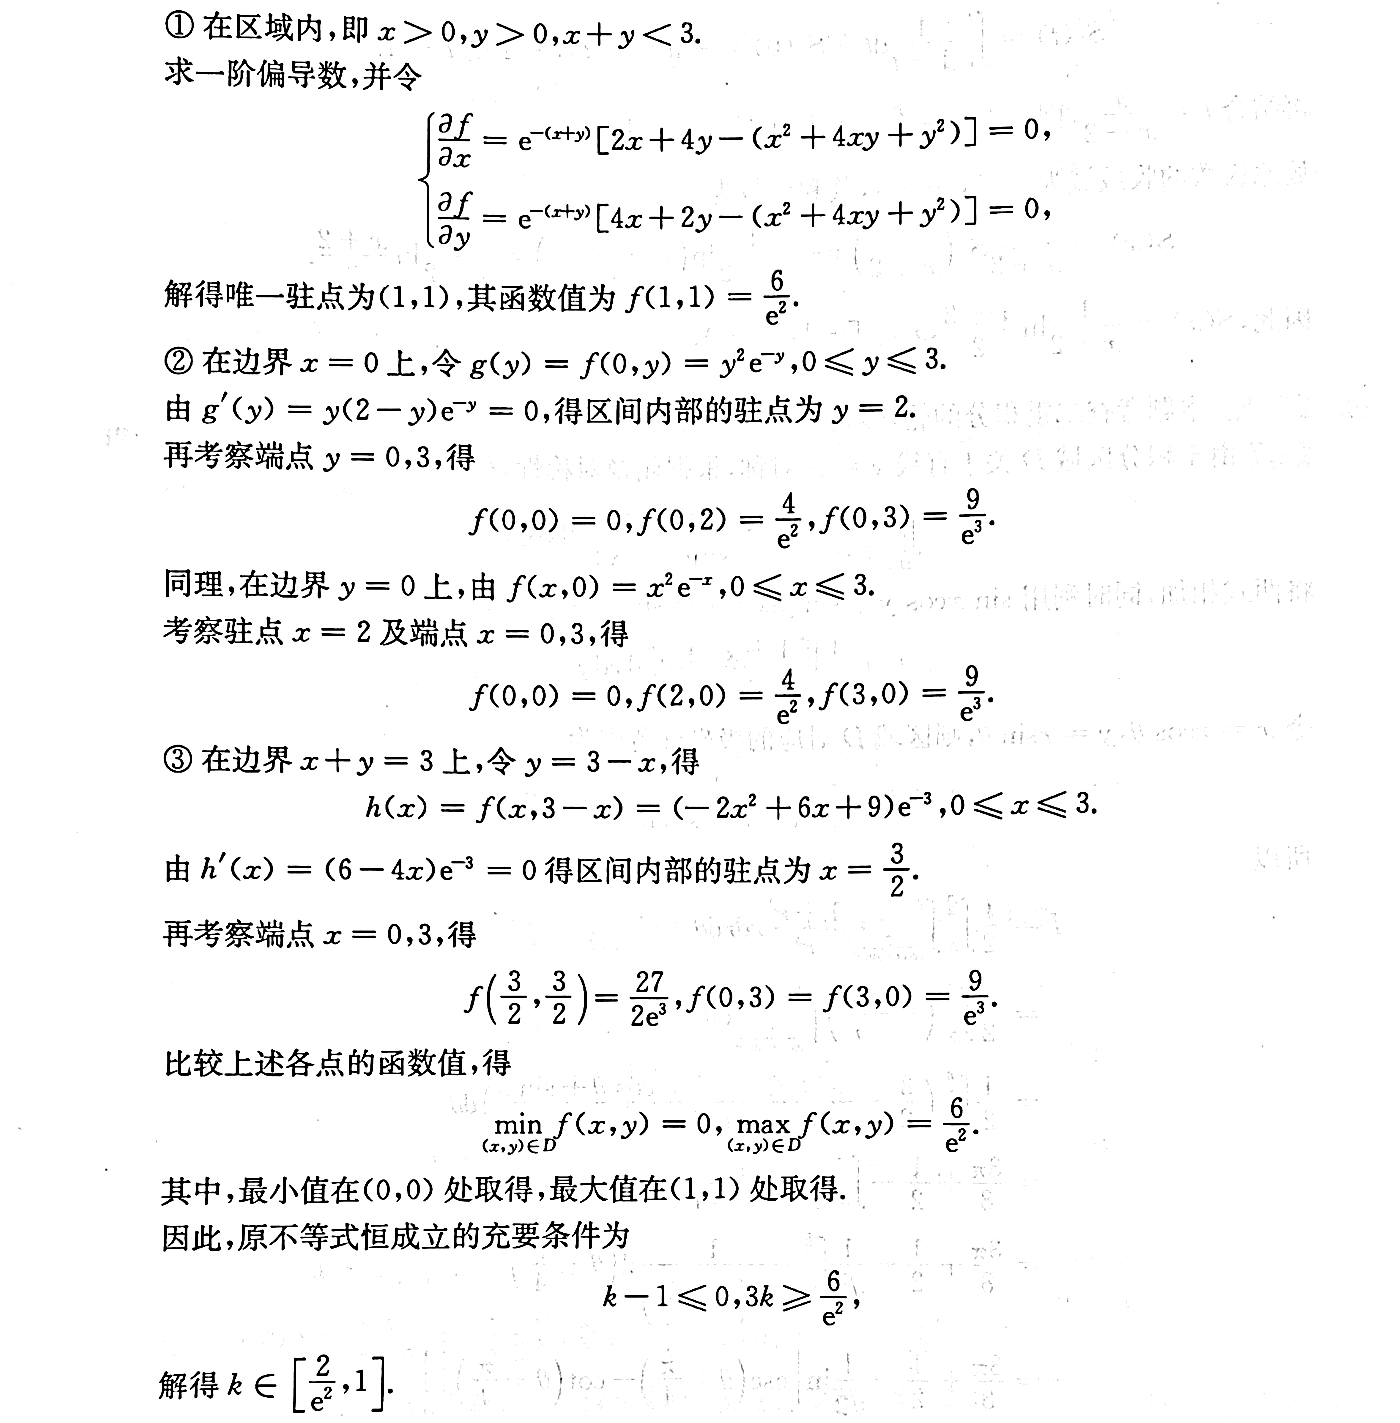 ① 在区域内,即 x > 0,y > 0,x + y < 3.
求一阶偏导数,并令
∂f/∂x = e^{-(x+y)}[2x + 4y - (x² + 4xy + y²)] = 0,
∂f/∂y = e^{-(x+y)}[4x + 2y - (x² + 4xy + y²)] = 0,
解得唯一驻点为(1,1),其函数值为 f(1,1) = 6/e².
② 在边界 x = 0 上,令 g(y) = f(0,y) = y²e^{-y},0 ⩽ y ⩽ 3.
由 g′(y) = y(2 - y)e^{-y} = 0,得区间内部的驻点为 y = 2.
再考察端点 y = 0,3,得
f(0,0) = 0,f(0,2) = 4/e²,f(0,3) = 9/e³.
同理,在边界 y = 0 上,由 f(x,0) = x²e^{-x},0 ⩽ x ⩽ 3.
考察驻点 x = 2 及端点 x = 0,3,得
f(0,0) = 0,f(2,0) = 4/e²,f(3,0) = 9/e³.
③ 在边界 x + y = 3 上,令 y = 3 - x,得
h(x) = f(x,3 - x) = (-2x² + 6x + 9)e^{-3},0 ⩽ x ⩽ 3.
由 h′(x) = (6 - 4x)e^{-3} = 0 得区间内部的驻点为 x = 3/2.
再考察端点 x = 0,3,得
f(3/2,3/2) = 27/2e³,f(0,3) = f(3,0) = 9/e³.
比较上述各点的函数值,得
min_{(x,y)∈D} f(x,y) = 0, max_{(x,y)∈D} f(x,y) = 6/e².
其中,最小值在(0,0) 处取得,最大值在(1,1) 处取得.
因此,原不等式恒成立的充要条件为
k - 1 ⩽ 0,3k ⩾ 6/e²,
解得 k ∈ [2/e²,1].